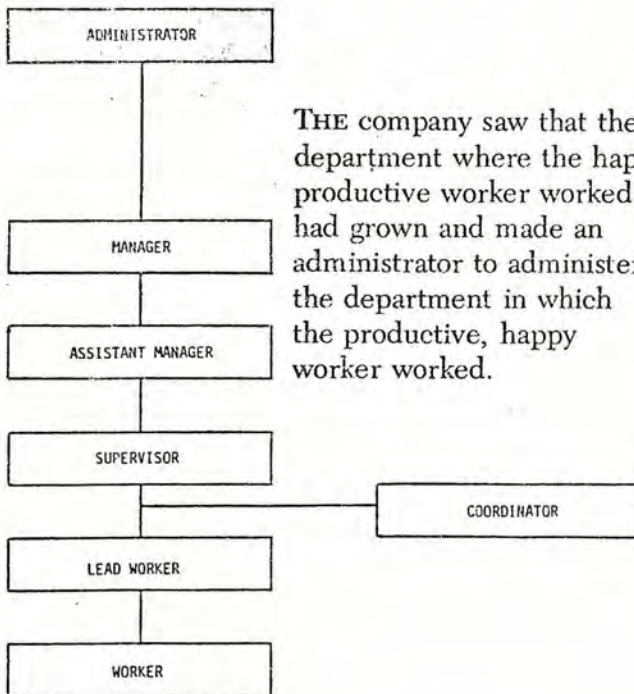 ADMINISTRATOR
THE company saw that the
department where the hap
productive worker worked
had grown and made an
administrator to administer
the department in which
the productive, happy
worker worked.
MANAGER
ASSISTANT MANAGER
SUPERVISOR
COORDINATOR
LEAD WORKER
WORKER